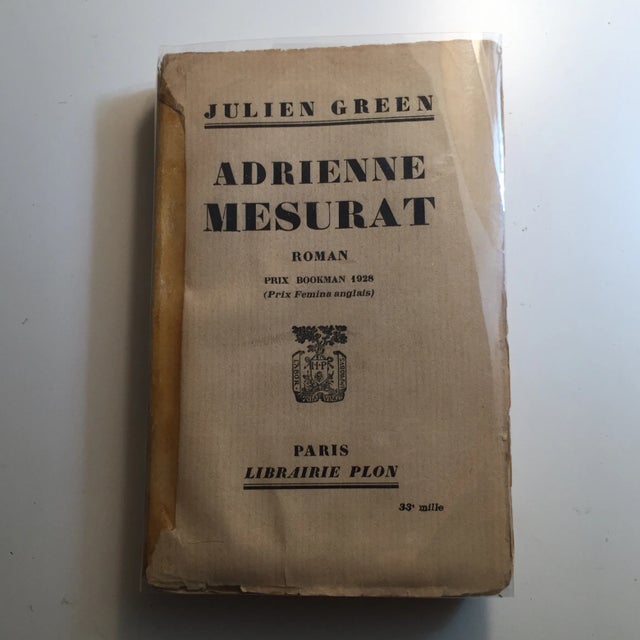 JULIEN GREEN
ADRIENNE
MESURAT
ROMAN
PRIX BOOKMAN 1928
(Prix Femina anglais)
PARIS
LIBRAIRIE PLON
33e mille